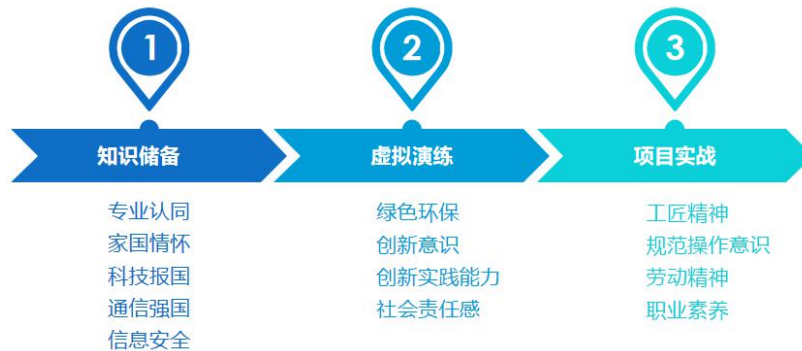 1
2
3
知识储备
虚拟演练
项目实战
专业认同
家国情怀
科技报国
通信强国
信息安全
绿色环保
创新意识
创新实践能力
社会责任感
工匠精神
规范操作意识
劳动精神
职业素养